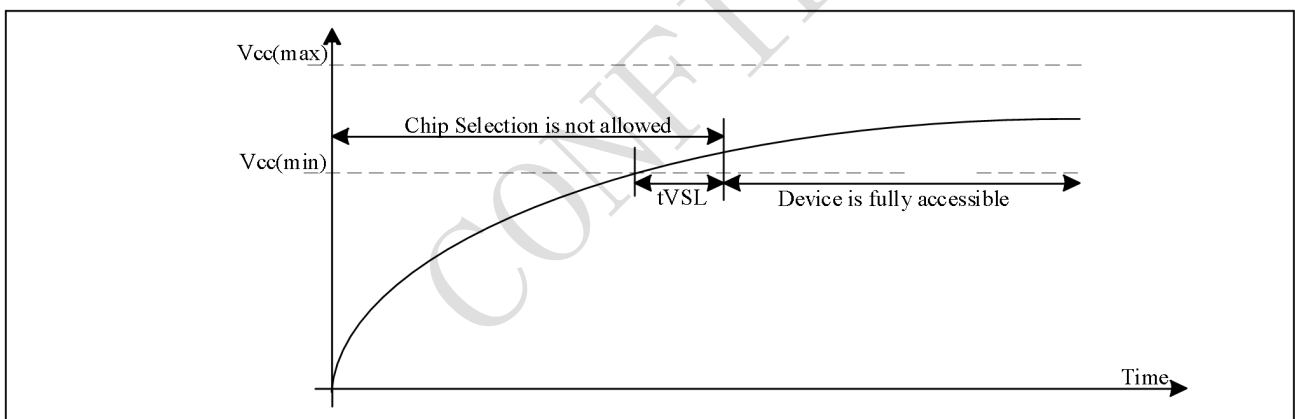 Vcc(max)
Chip Selection is not allowed
Vcc(min)
tVSL
Device is fully accessible
Time